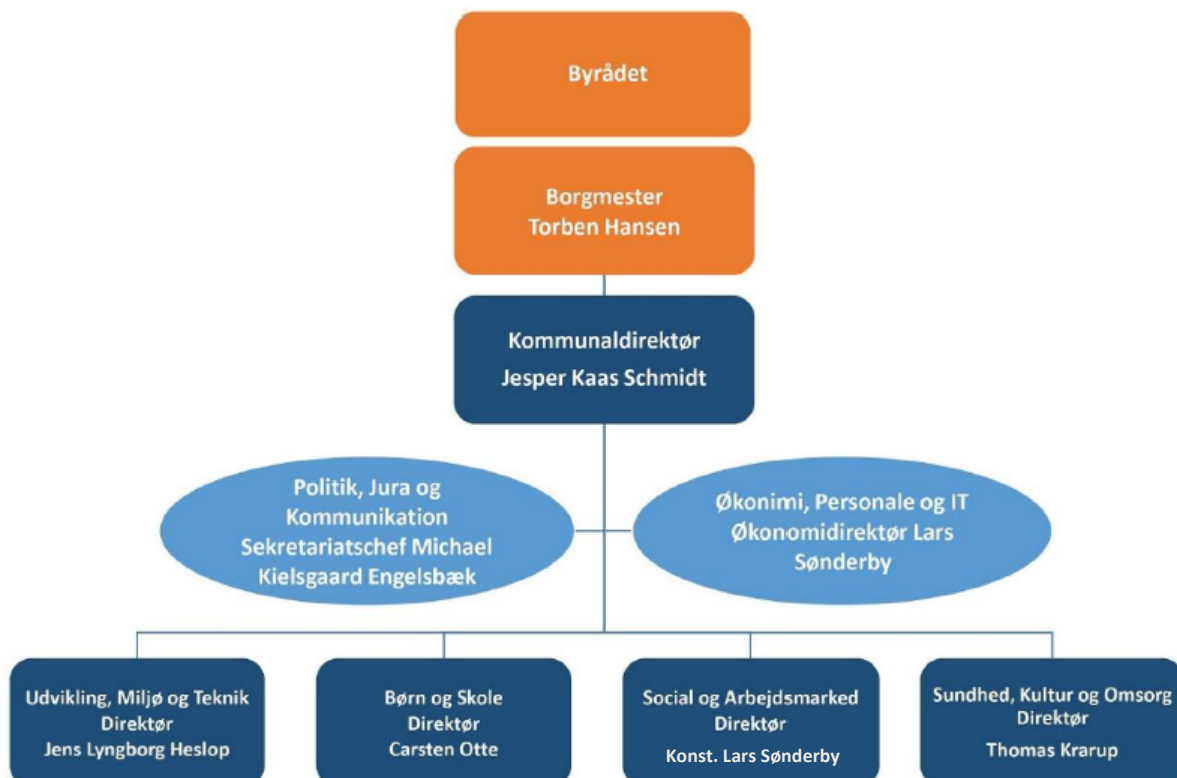 Byrådet
Borgmester
Torben Hansen
Kommunaldirektør
Jesper Kaas Schmidt
Politik, Jura og
Kommunikation
Sekretariatschef Michael
Kielsgaard Engelsbæk
Økonimi, Personale og IT
Økonomidirektør Lars
Sønderby
Udvikling, Miljø og Teknik
Direktør
Jens Lyngborg Heslop
Børn og Skole
Direktør
Carsten Otte
Social og Arbejdsmarked
Direktør
Konst. Lars Sønderby
Sundhed, Kultur og Omsorg
Direktør
Thomas Krarup